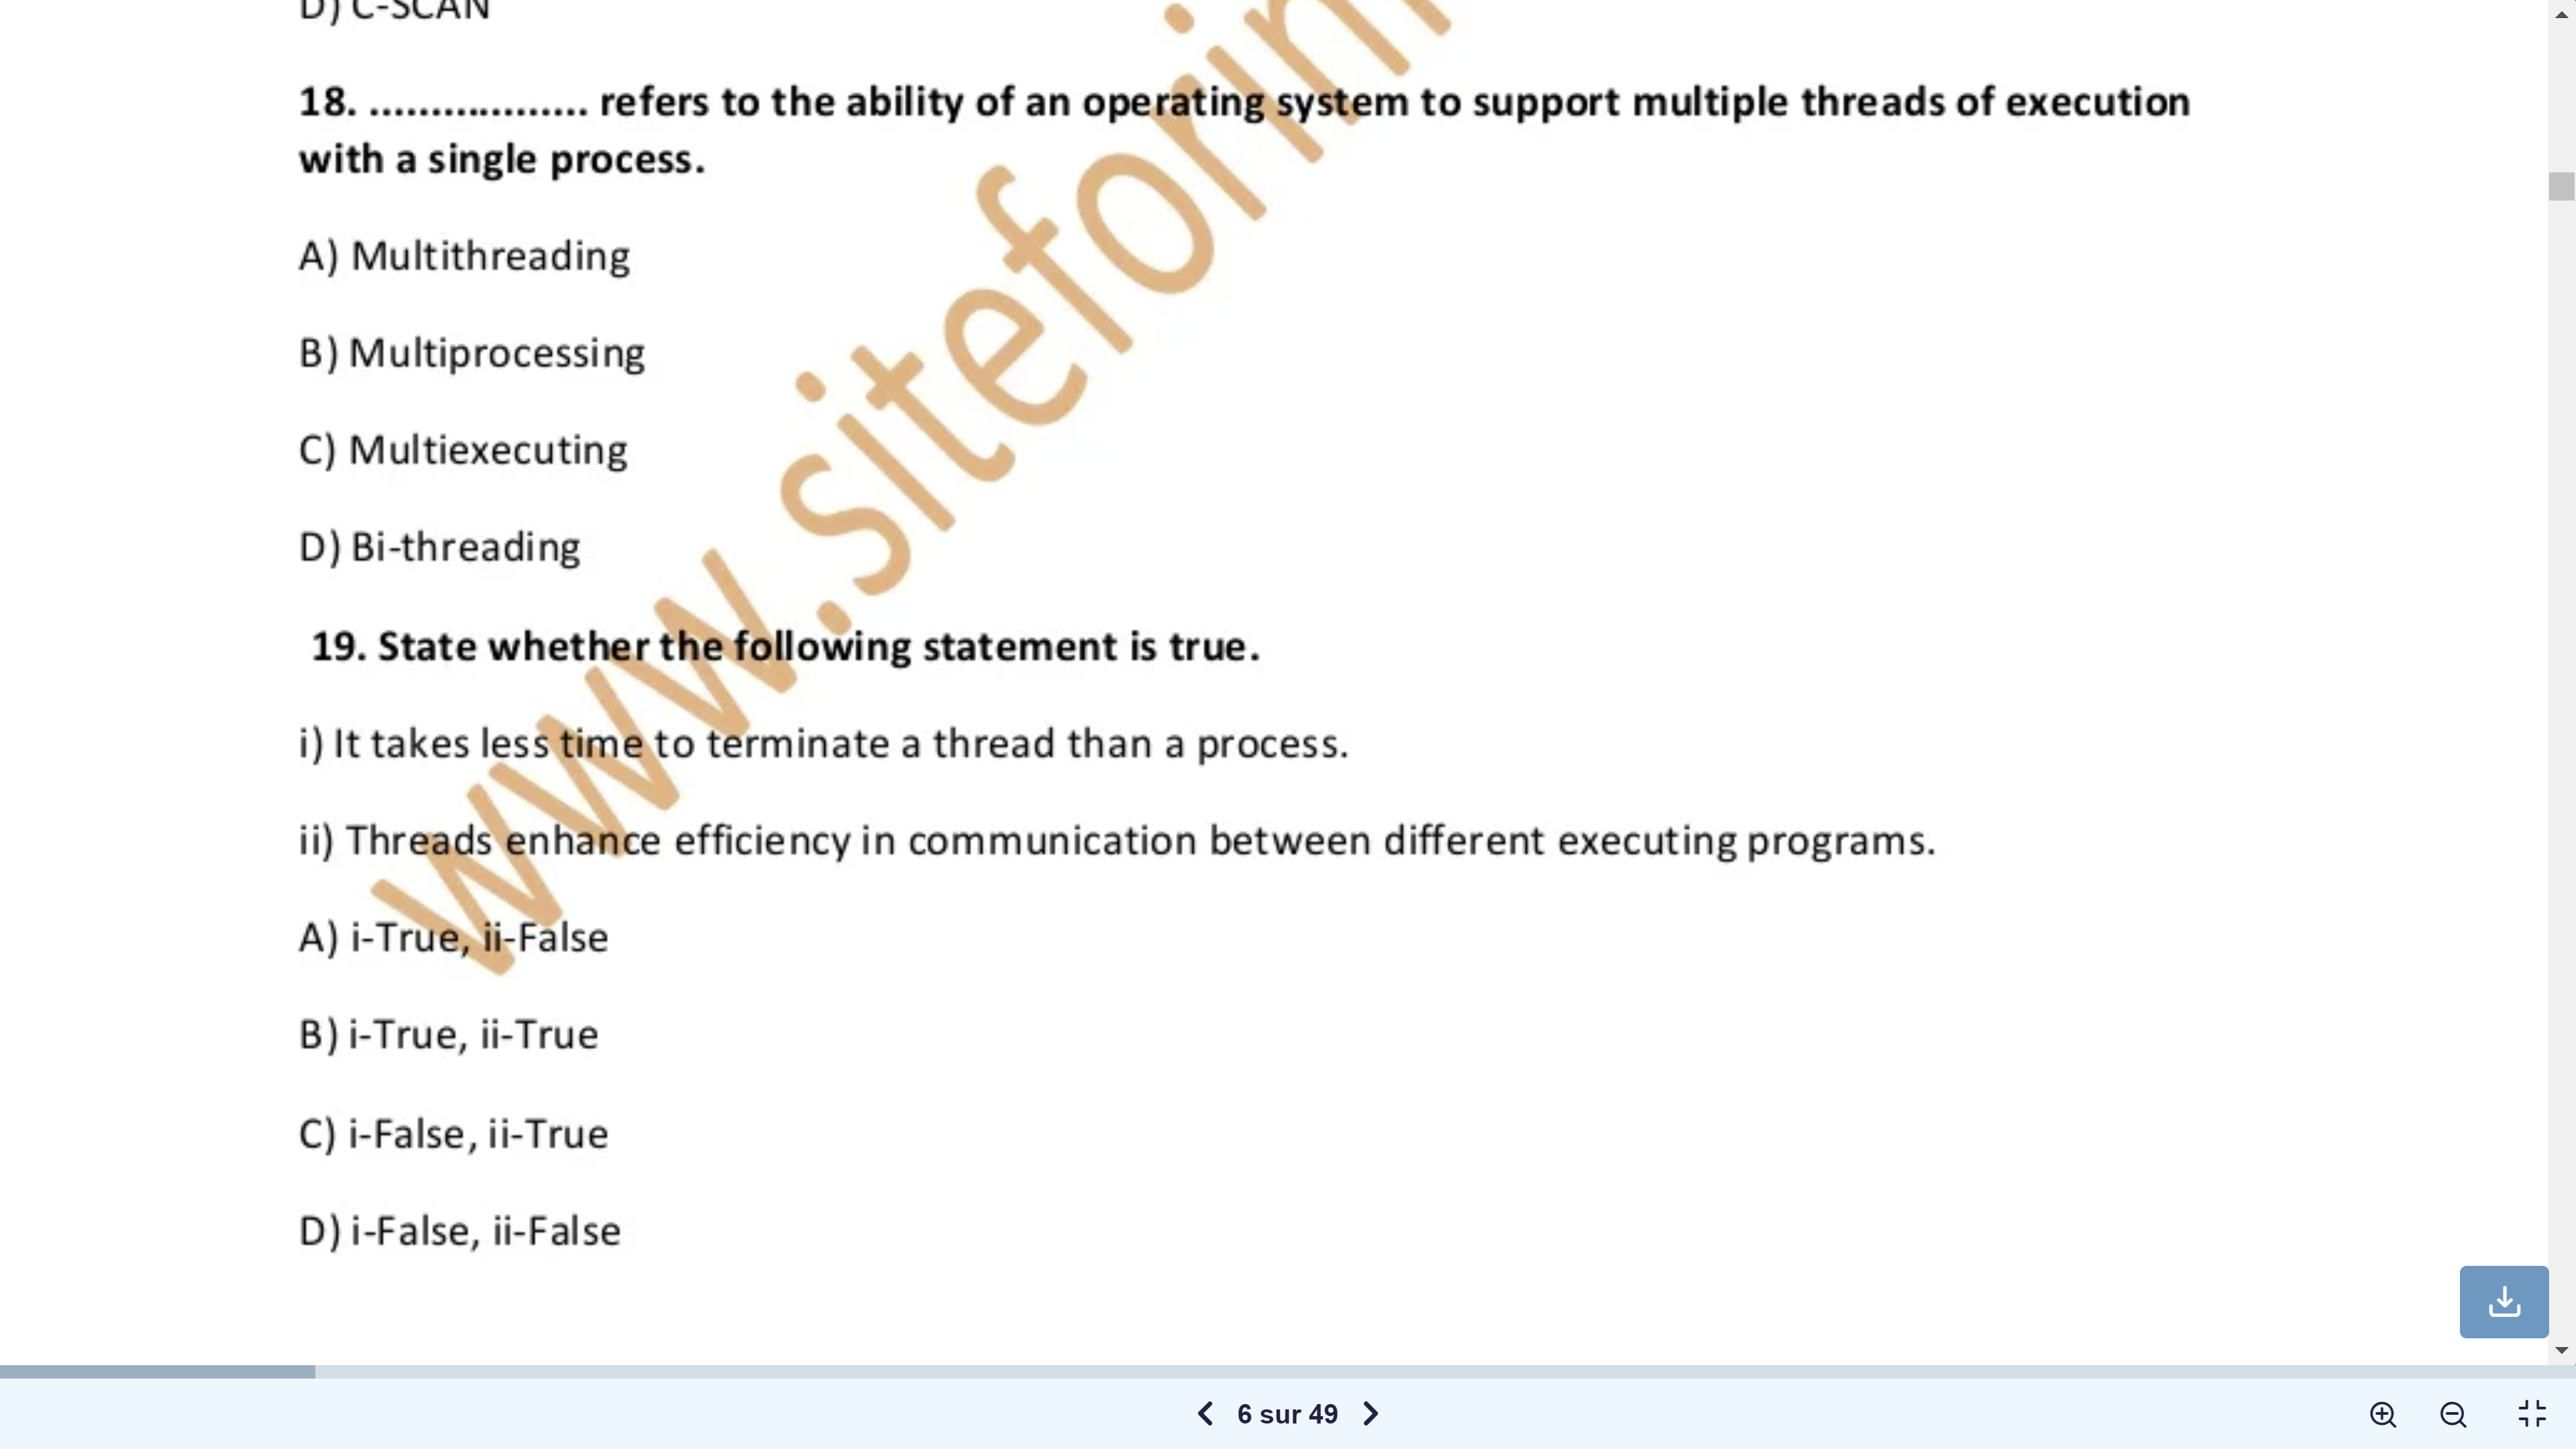 D) C-SCAN
18. .................. refers to the ability of an operating system to support multiple threads of execution
with a single process.
A) Multithreading
B) Multiprocessing
C) Multiexecuting
D) Bi-threading
19. State whether the following statement is true.
i) It takes less time to terminate a thread than a process.
ii) Threads enhance efficiency in communication between different executing programs.
A) i-True, ii-False
B) i-True, ii-True
C) i-False, ii-True
D) i-False, ii-False
6 sur 49